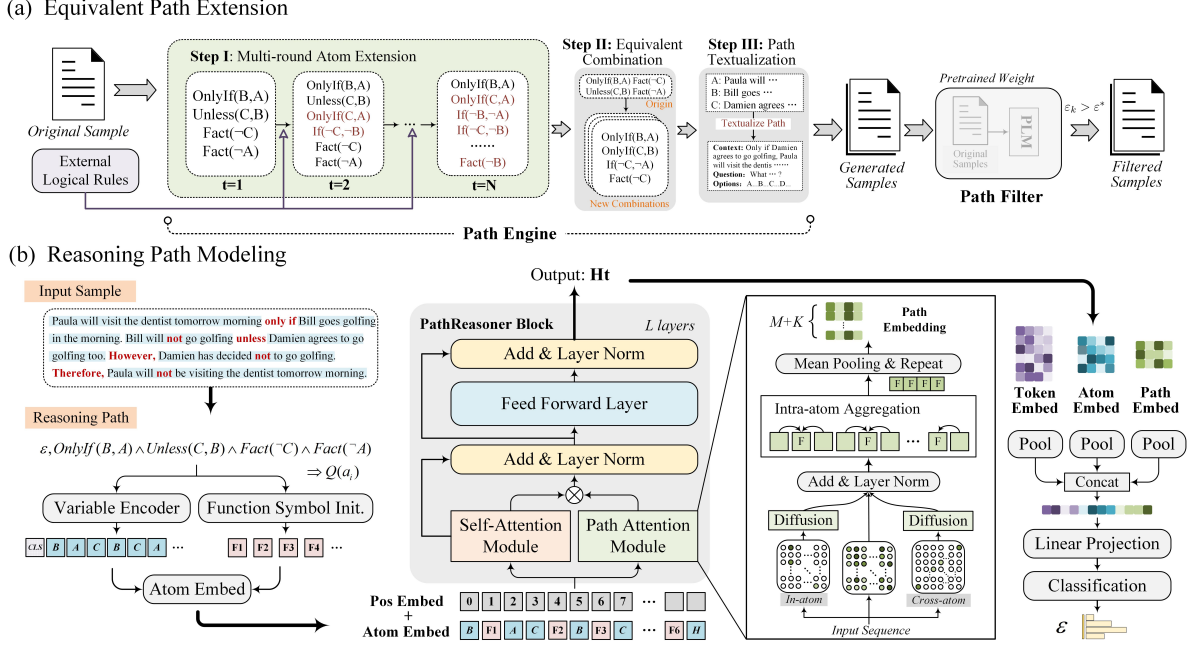 (a) Equivalent Path Extension
Original Sample
External
Logical Rules
Step I: Multi-round Atom Extension
OnlyIf(B,A)
Unless(C,B)
Fact(¬C)
Fact(¬A)
t=1
OnlyIf(B,A)
Unless(C,B)
OnlyIf(C,A)
If(¬C,¬B)
Fact(¬C)
Fact(¬A)
t=2
...
OnlyIf(B,A)
OnlyIf(C,A)
If(¬B,¬A)
If(¬C,¬B)
......
Fact(¬B)
t=N
Step II: Equivalent
Combination
OnlyIf(B,A) Fact(¬C)
Unless(C,B) Fact(¬A)
Origin
OnlyIf(B,A)
OnlyIf(C,B)
If(¬C,¬A)
Fact(¬C)
New Combinations
Step III: Path
Textualization
A: Paula will ...
B: Bill goes ...
C: Damien agrees ...
Textualize Path
Context: Only if Damien
agrees to go golfing, Paula
will visit the dentis ......
Question: What ... ?
Options: A...B...C...D...
Path Engine
Generated
Samples
Pretrained Weight
Original
Samples
PLM
Path Filter
εk > ε*
Filtered
Samples
(b) Reasoning Path Modeling
Input Sample
Paula will visit the dentist tomorrow morning only if Bill goes golfing
in the morning. Bill will not go golfing unless Damien agrees to go
golfing too. However, Damien has decided not to go golfing.
Therefore, Paula will not be visiting the dentist tomorrow morning.
Reasoning Path
ε, OnlyIf (B, A) ∧ Unless(C, B) ∧ Fact(¬C) ∧ Fact(¬A)
⇒ Q(ai)
Variable Encoder
Function Symbol Init.
CLS B A C B C A ...
F1 F2 F3 F4 ...
Atom Embed
Output: Ht
PathReasoner Block
L layers
Add & Layer Norm
Feed Forward Layer
Add & Layer Norm
Self-Attention
Module
Path Attention
Module
Pos Embed
+
Atom Embed
0 1 2 3 4 5 6 7 ...
B F1 A C F2 B F3 C ... F6 H
M+K
Path
Embedding
Mean Pooling & Repeat
F F F F
Intra-atom Aggregation
F F ... F
Add & Layer Norm
Diffusion
Diffusion
In-atom
Cross-atom
Input Sequence
Token
Embed
Atom
Embed
Path
Embed
Pool
Pool
Pool
Concat
Linear Projection
Classification
ε